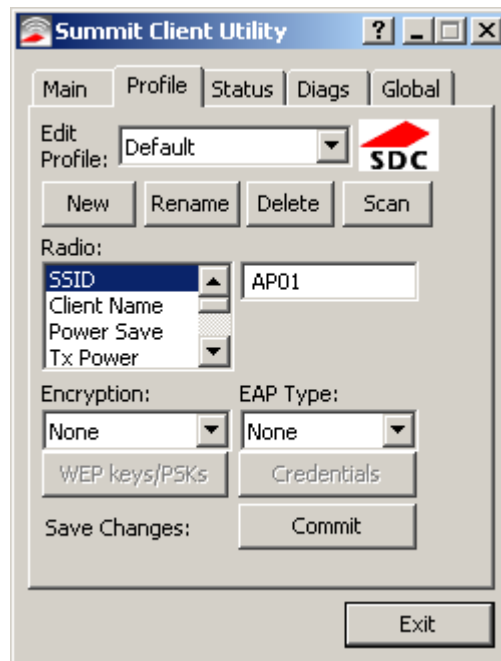 Summit Client Utility ?
Main Profile Status Diags Global
Edit Profile: Default SDC
New Rename Delete Scan
Radio:
SSID AP01
Client Name
Power Save
Tx Power
Encryption: EAP Type:
None None
WEP keys/PSKs Credentials
Save Changes: Commit
Exit